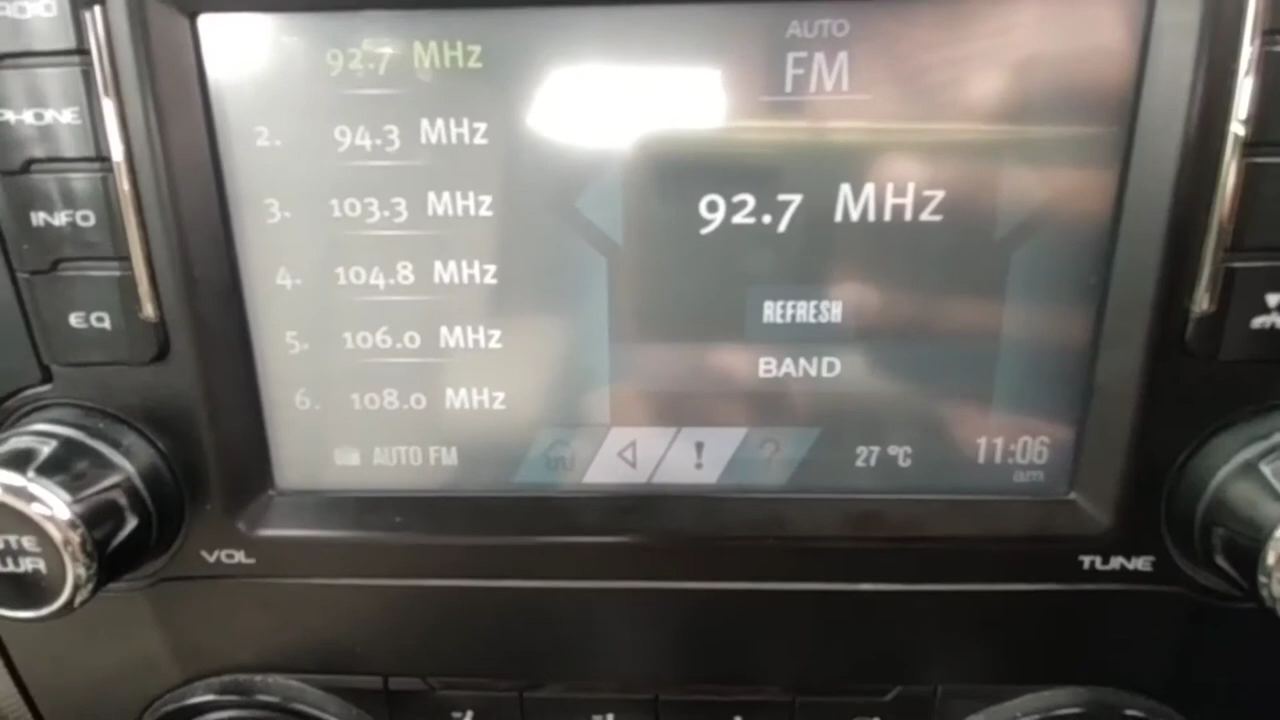 92.7 MHz
2. 94.3 MHz
3. 103.3 MHz
4. 104.8 MHz
5. 106.0 MHz
6. 108.0 MHz
AUTO FM
AUTO
FM
92.7 MHz
REFRESH
BAND
!
?
27 °C
11:06
am
PHONE
INFO
EQ
VOL
TUNE